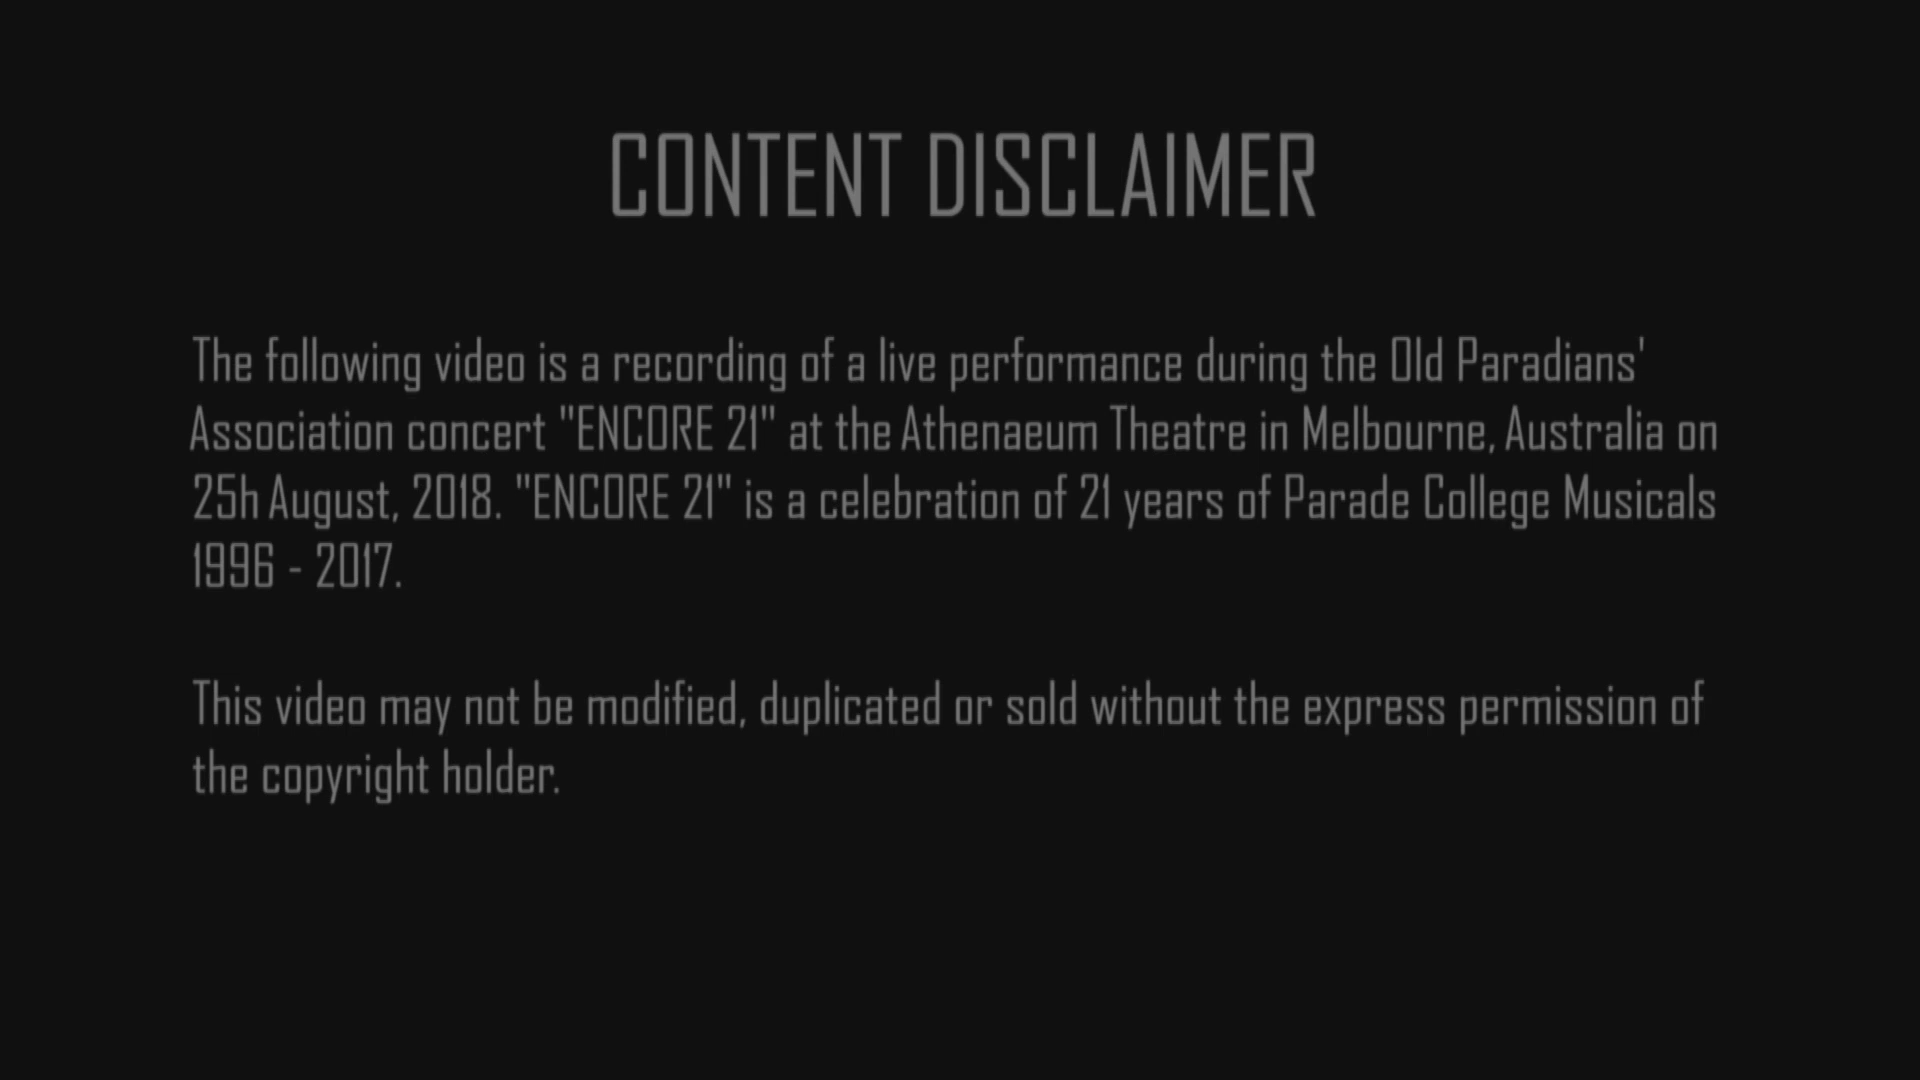 CONTENT DISCLAIMER
The following video is a recording of a live performance during the Old Paradians'
Association concert "ENCORE 21" at the Athenaeum Theatre in Melbourne, Australia on
25h August, 2018. "ENCORE 21" is a celebration of 21 years of Parade College Musicals
1996 - 2017.
This video may not be modified, duplicated or sold without the express permission of
the copyright holder.